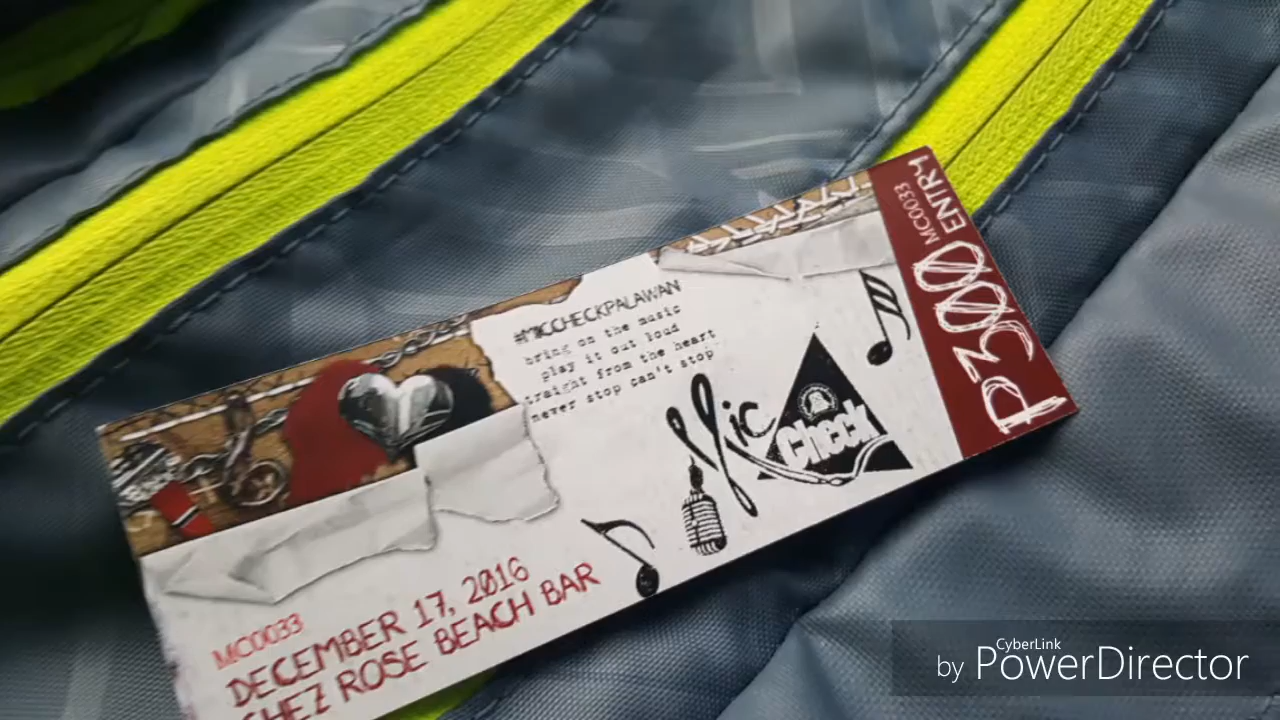 #MICCHECKPALAWAN
bring on the music
play it out loud
traight from the heart
never stop can't stop
Mic
Check
MC0033
DECEMBER 17, 2016
CHEZ ROSE BEACH BAR
P300
MC0033
ENTRY
by CyberLink
PowerDirector